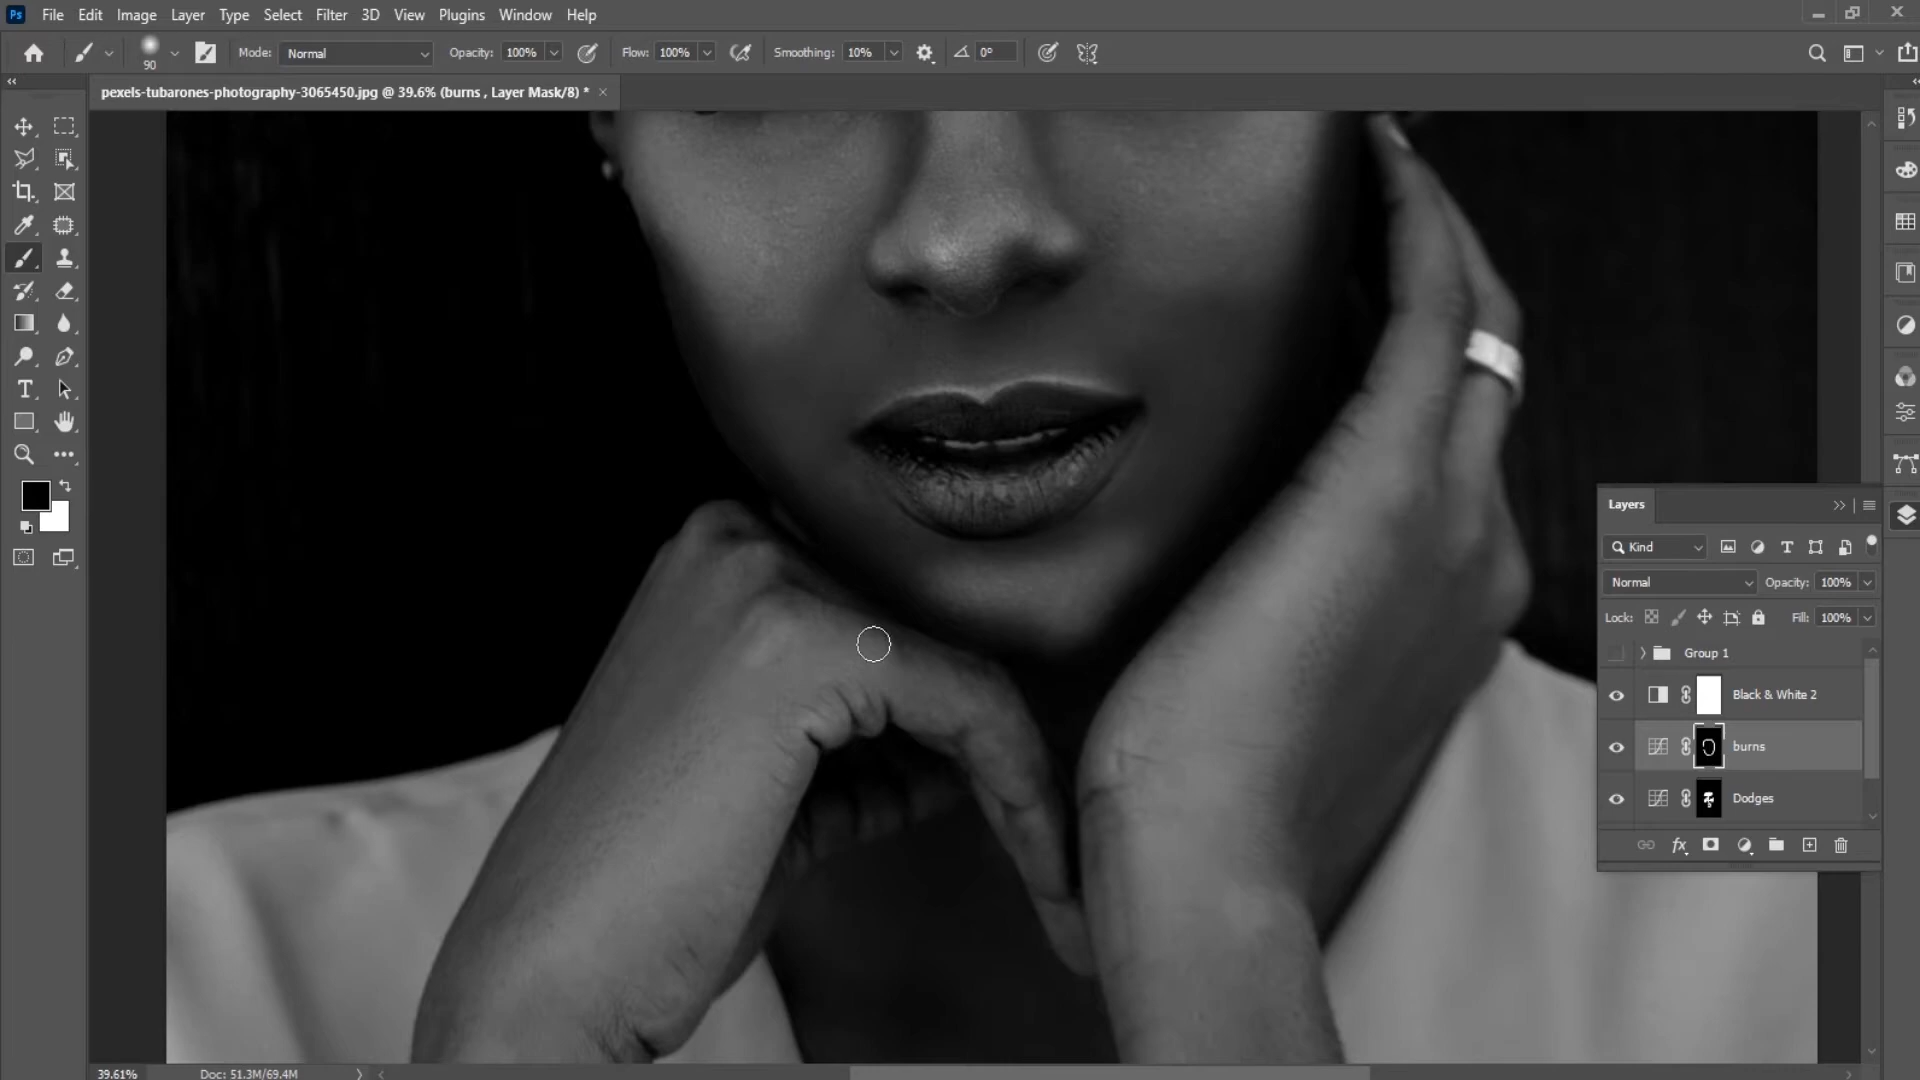 Ps File Edit Image Layer Type Select Filter 3D View Plugins Window Help
90 Mode: Normal Opacity: 100% Flow: 100% Smoothing: 10% 0°
pexels-tubarones-photography-3065450.jpg @ 39.6% (burns , Layer Mask/8) *
Layers
Kind
Normal Opacity: 100%
Lock: Fill: 100%
Group 1
Black & White 2
burns
Dodges
fx
39.61% Doc: 51.3M/69.4M